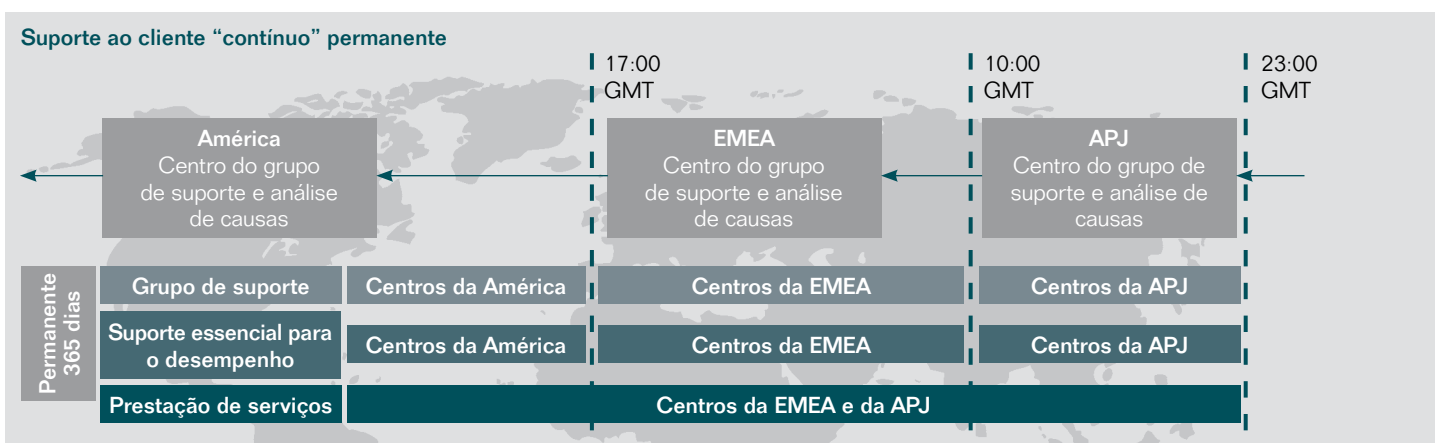 Suporte ao cliente “contínuo” permanente
17:00
GMT
10:00
GMT
23:00
GMT
América
Centro do grupo
de suporte e análise
de causas
EMEA
Centro do grupo
de suporte e análise
de causas
APJ
Centro do grupo de
suporte e análise de
causas
Permanente
365 dias
Grupo de suporte
Centros da América
Centros da EMEA
Centros da APJ
Suporte essencial para
o desempenho
Centros da América
Centros da EMEA
Centros da APJ
Prestação de serviços
Centros da EMEA e da APJ